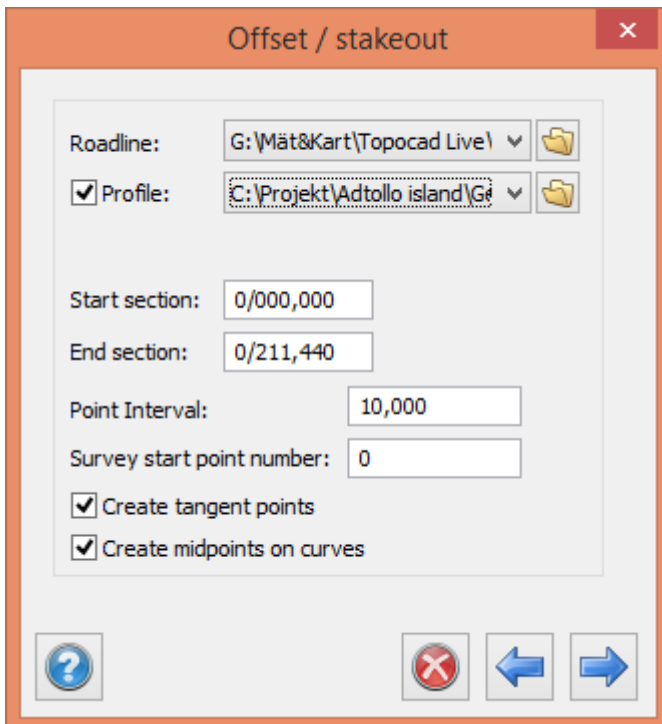 Offset / stakeout
Roadline: G:\Mät&Kart\Topocad Live\
Profile: C:\Projekt\Adtollo island\Ge
Start section: 0/000,000
End section: 0/211,440
Point Interval: 10,000
Survey start point number: 0
Create tangent points
Create midpoints on curves